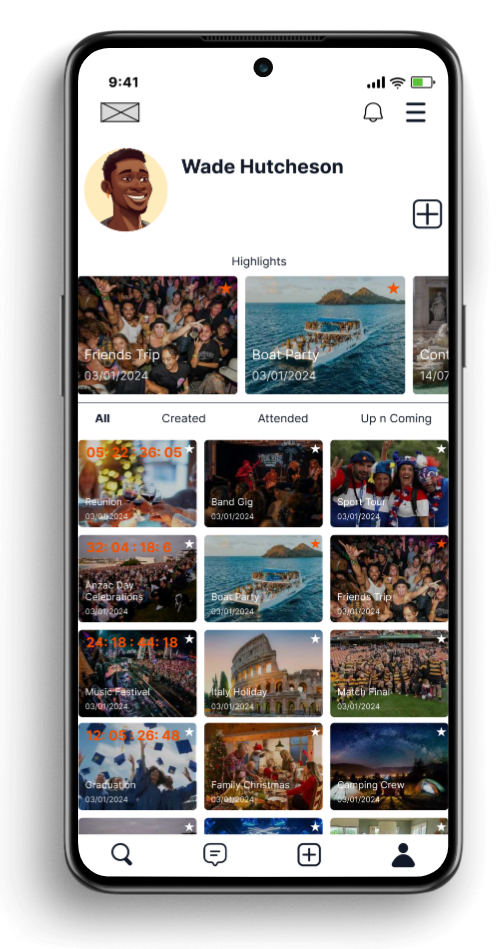 9:41
Wade Hutcheson
Highlights
Friends Trip
03/01/2024
Boat Party
03/01/2024
Cont
14/07
All Created Attended Up n Coming
05: 22: 36: 05
Reunion
03/01/2024
Band Gig
03/01/2024
Sport Tour
03/01/2024
04 : 18: 6
Anzac Day
Celebrations
03/01/2024
Boat Party
03/01/2024
Friends Trip
03/01/2024
24: 18 : 44: 18
Music Festival
03/01/2024
Italy Holiday
03/01/2024
Match Final
03/01/2024
12: 05: 26: 48
Graduation
03/01/2024
Family Christmas
03/01/2024
Camping Crew
03/01/2024